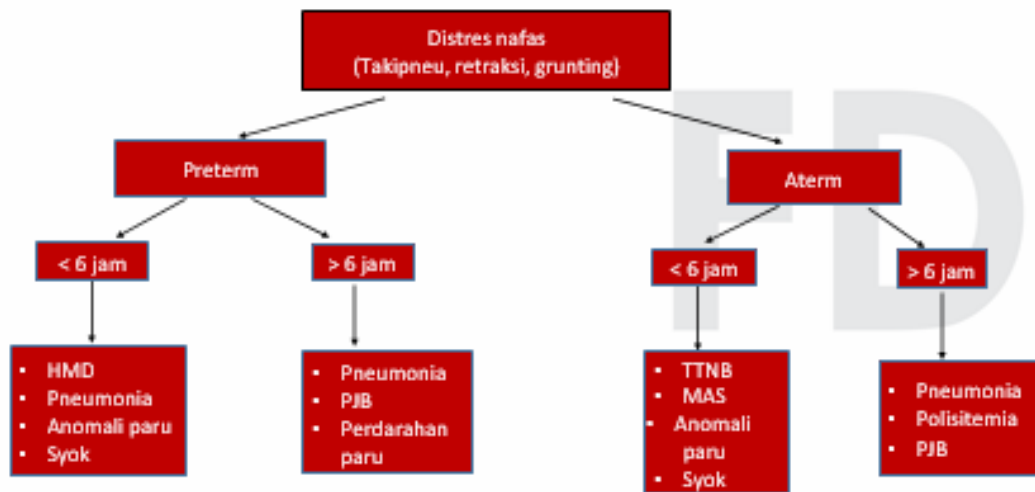 Distres nafas
(Takipneu, retraksi, grunting)
Preterm
Aterm
< 6 jam
> 6 jam
< 6 jam
> 6 jam
▪ HMD
▪ Pneumonia
▪ Anomali paru
▪ Syok
▪ Pneumonia
▪ PJB
▪ Perdarahan
paru
▪ TTNB
▪ MAS
▪ Anomali
paru
▪ Syok
▪ Pneumonia
▪ Polisitemia
▪ PJB
FD